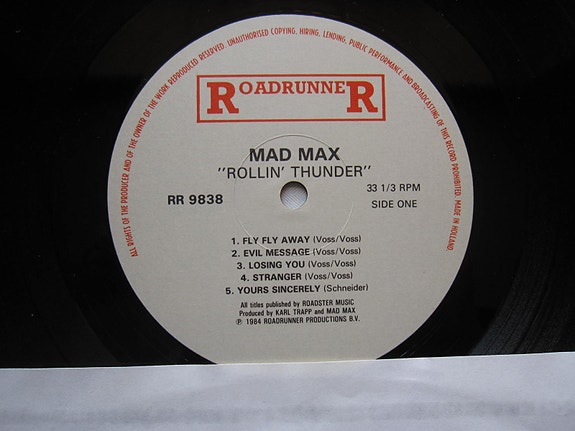 ALL RIGHTS OF THE PRODUCER AND OF THE OWNER OF THE WORK REPRODUCED RESERVED. UNAUTHORISED COPYING, HIRING, LENDING, PUBLIC PERFORMANCE AND BROADCASTING OF THIS RECORD PROHIBITED. MADE IN HOLLAND
ROADRUNNER
MAD MAX
"ROLLIN' THUNDER"
RR 9838
33 1/3 RPM
SIDE ONE
1. FLY FLY AWAY (Voss/Voss)
2. EVIL MESSAGE (Voss/Voss)
3. LOSING YOU (Voss/Voss)
4. STRANGER (Voss/Voss)
5. YOURS SINCERELY (Schneider)
All titles published by ROADSTER MUSIC
Produced by KARL TRAPP and MAD MAX
℗ 1984 ROADRUNNER PRODUCTIONS B.V.